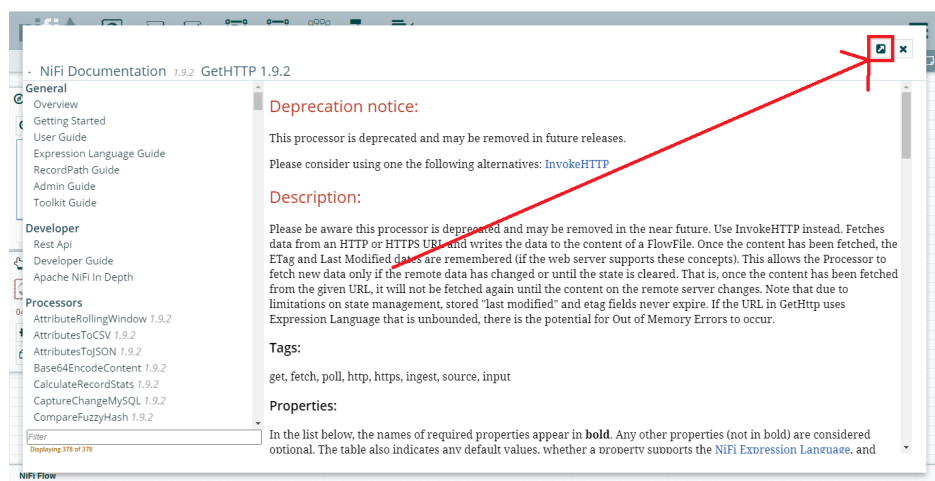 NiFi Documentation 1.9.2 GetHTTP 1.9.2
General
Overview
Getting Started
User Guide
Expression Language Guide
RecordPath Guide
Admin Guide
Toolkit Guide
Developer
Rest Api
Developer Guide
Apache NiFi In Depth
Processors
AttributeRollingWindow 1.9.2
AttributesToCSV 1.9.2
AttributesToJSON 1.9.2
Base64EncodeContent 1.9.2
CalculateRecordStats 1.9.2
CaptureChangeMySQL 1.9.2
CompareFuzzyHash 1.9.2
Filter
Displaying 378 of 378
Deprecation notice:
This processor is deprecated and may be removed in future releases.
Please consider using one the following alternatives: InvokeHTTP
Description:
Please be aware this processor is deprecated and may be removed in the near future. Use InvokeHTTP instead. Fetches
data from an HTTP or HTTPS URL and writes the data to the content of a FlowFile. Once the content has been fetched, the
ETag and Last Modified dates are remembered (if the web server supports these concepts). This allows the Processor to
fetch new data only if the remote data has changed or until the state is cleared. That is, once the content has been fetched
from the given URL, it will not be fetched again until the content on the remote server changes. Note that due to
limitations on state management, stored "last modified" and etag fields never expire. If the URL in GetHttp uses
Expression Language that is unbounded, there is the potential for Out of Memory Errors to occur.
Tags:
get, fetch, poll, http, https, ingest, source, input
Properties:
In the list below, the names of required properties appear in bold. Any other properties (not in bold) are considered
optional. The table also indicates any default values, whether a property supports the NiFi Expression Language, and
NiFi Flow